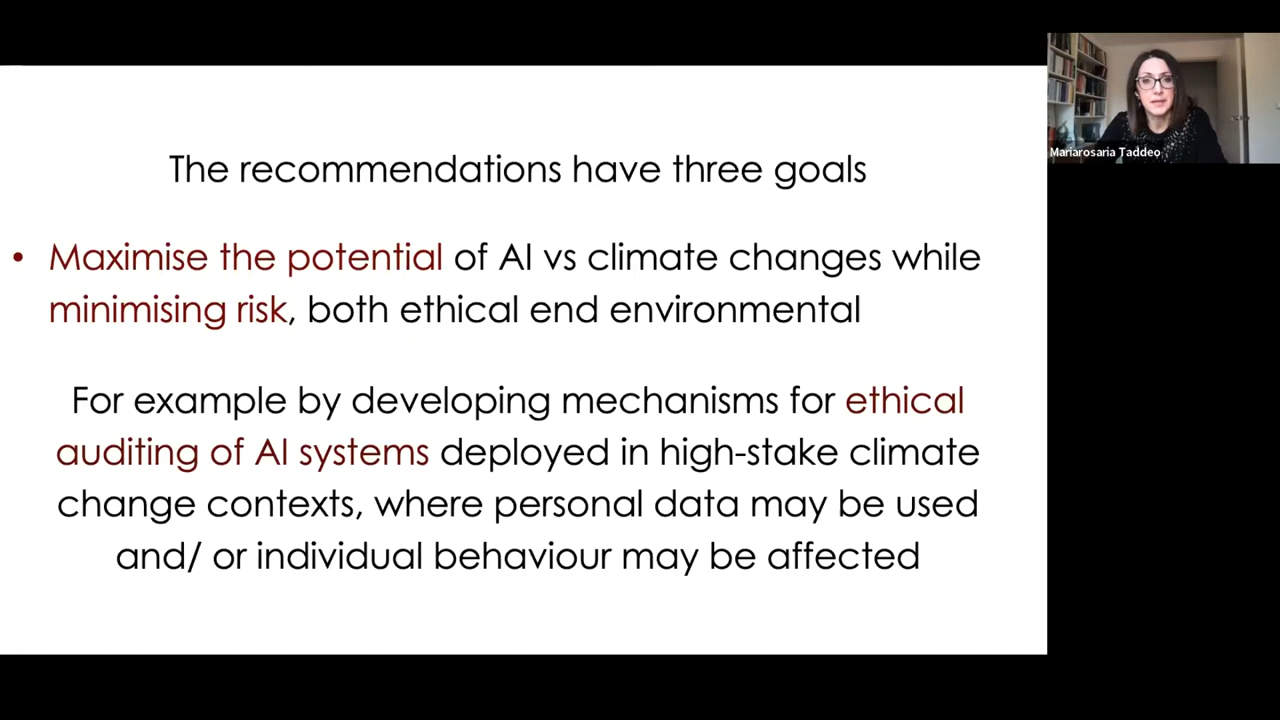 The recommendations have three goals
• Maximise the potential of AI vs climate changes while
minimising risk, both ethical end environmental
For example by developing mechanisms for ethical
auditing of AI systems deployed in high-stake climate
change contexts, where personal data may be used
and/ or individual behaviour may be affected
Mariarosaria Taddeo